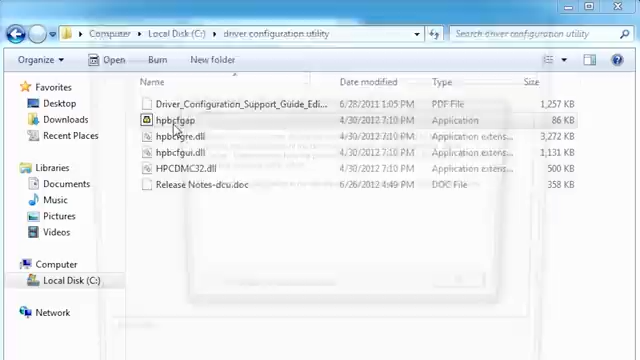 Computer ▸ Local Disk (C:) ▸ driver configuration utility
Search driver configuration utility
Organize Open Burn New folder
Name Date modified Type Size
Favorites
Desktop
Downloads
Recent Places
Libraries
Documents
Music
Pictures
Videos
Computer
Local Disk (C:)
Network
Driver_Configuration_Support_Guide_Edi... 6/28/2011 1:05 PM PDF File 1,257 KB
hpbcfgap 4/30/2012 7:10 PM Application 86 KB
hpbcfgre.dll 4/30/2012 7:10 PM Application extens... 3,272 KB
hpbcfgui.dll 4/30/2012 7:10 PM Application extens... 1,131 KB
HPCDMC32.dll 4/30/2012 7:10 PM Application extens... 500 KB
Release Notes-dcu.doc 6/26/2012 4:49 PM DOC File 358 KB